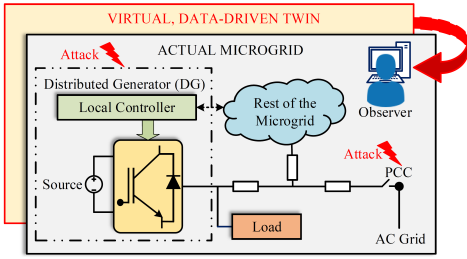 VIRTUAL, DATA-DRIVEN TWIN
ACTUAL MICROGRID
Attack
Distributed Generator (DG)
Local Controller
Rest of the
Microgrid
Observer
Source
Attack
PCC
Load
AC Grid